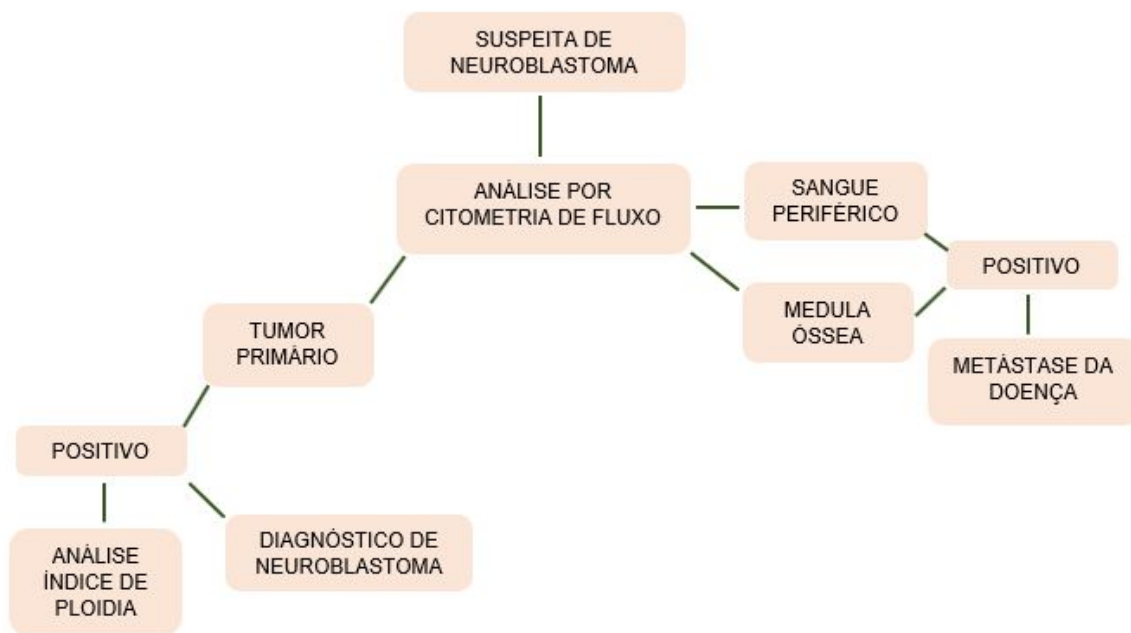 SUSPEITA DE
NEUROBLASTOMA
ANÁLISE POR
CITOMETRIA DE FLUXO
SANGUE
PERIFÉRICO
POSITIVO
MEDULA
ÓSSEA
METÁSTASE DA
DOENÇA
TUMOR
PRIMÁRIO
POSITIVO
ANÁLISE
ÍNDICE DE
PLOIDIA
DIAGNÓSTICO DE
NEUROBLASTOMA